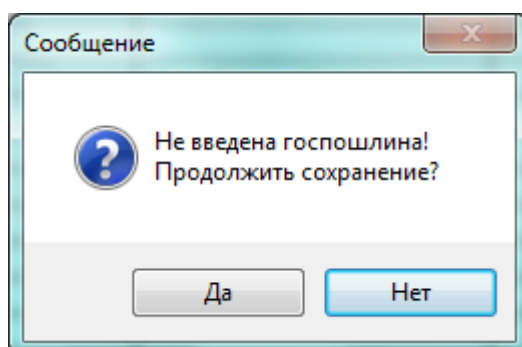 Сообщение
Не введена госпошлина!
Продолжить сохранение?
Да
Нет